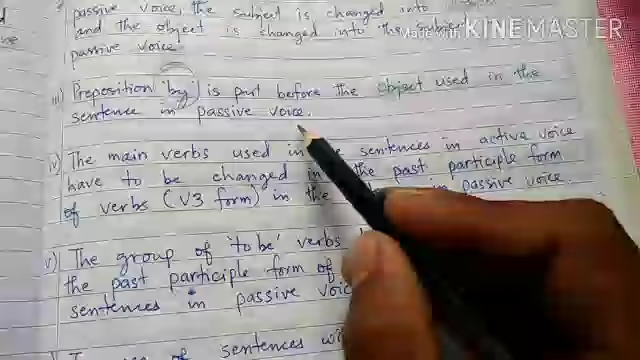 passive voice, the subject is changed into
and the object is changed into the
passive voice.
Made with KINEMASTER
iii) Preposition 'by' is put before the object used in the
sentence in passive voice.
iv) The main verbs used in sentences in active voice
have to be changed in the past participle form
of verbs (V3 form) in the in passive voice.
v) The group of 'to be' verbs
the past participle form of
sentences in passive
of sentences